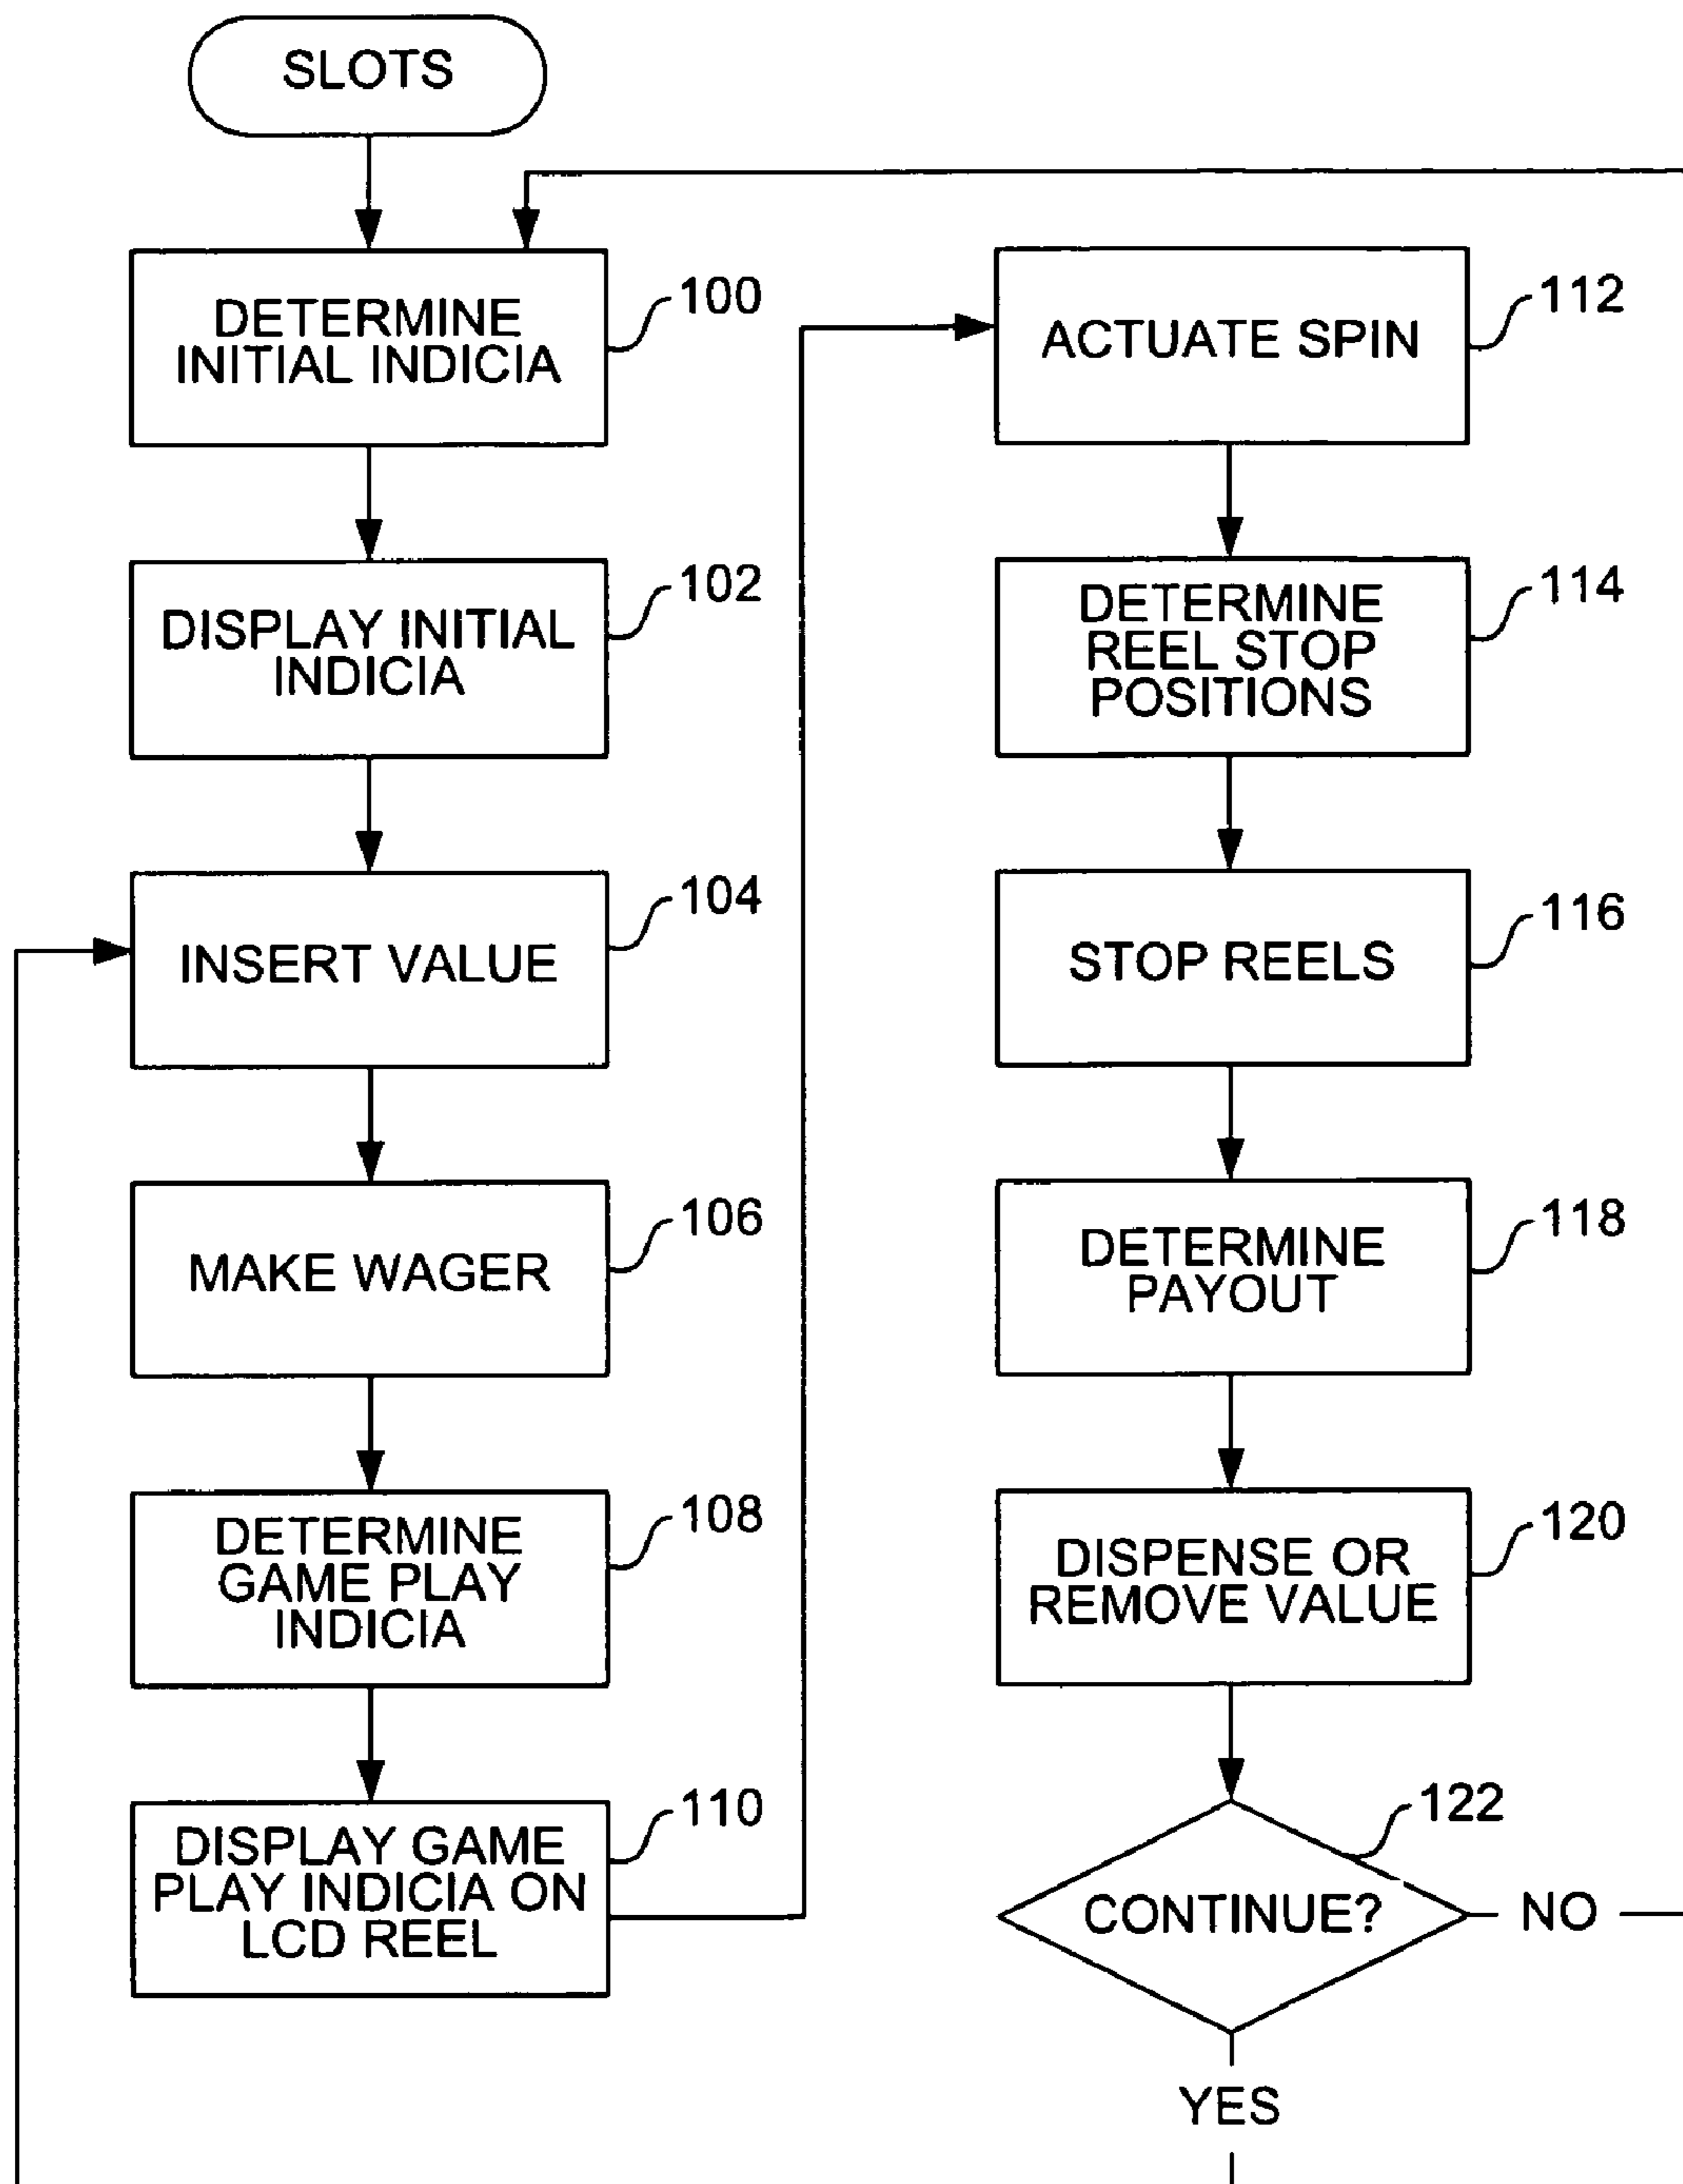 SLOTS
DETERMINE
INITIAL INDICIA
100
DISPLAY INITIAL
INDICIA
102
INSERT VALUE
104
MAKE WAGER
106
DETERMINE
GAME PLAY
INDICIA
108
DISPLAY GAME
PLAY INDICIA ON
LCD REEL
110
ACTUATE SPIN
112
DETERMINE
REEL STOP
POSITIONS
114
STOP REELS
116
DETERMINE
PAYOUT
118
DISPENSE OR
REMOVE VALUE
120
CONTINUE?
122
NO
YES